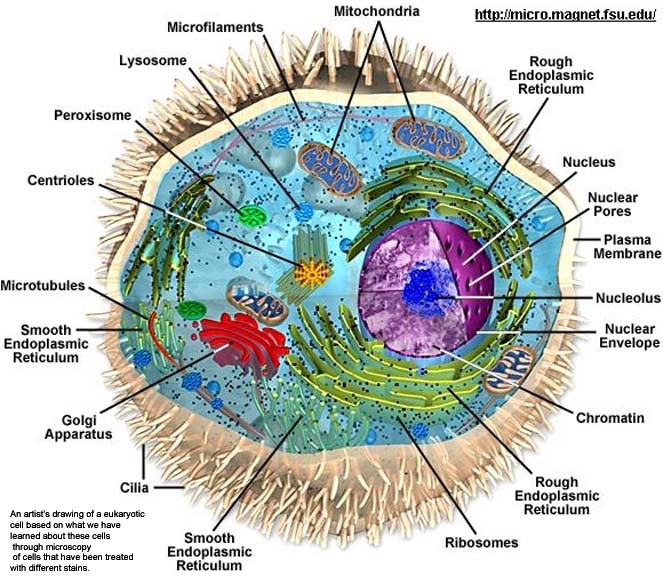 http://micro.magnet.fsu.edu/
Mitochondria
Microfilaments
Lysosome
Rough
Endoplasmic
Reticulum
Peroxisome
Nucleus
Centrioles
Nuclear
Pores
Plasma
Membrane
Microtubules
Nucleolus
Smooth
Endoplasmic
Reticulum
Nuclear
Envelope
Golgi
Apparatus
Chromatin
Cilia
Rough
Endoplasmic
Reticulum
Ribosomes
Smooth
Endoplasmic
Reticulum
An artist's drawing of a eukaryotic
cell based on what we have
learned about these cells
through microscopy
of cells that have been treated
with different stains.